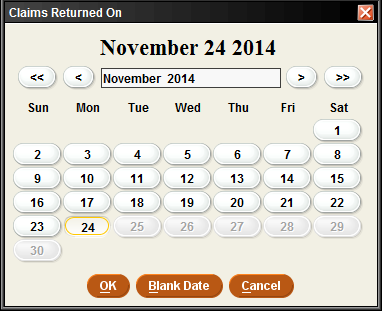 Claims Returned On
November 24 2014
<< < November 2014 > >>
Sun Mon Tue Wed Thu Fri Sat
1
2 3 4 5 6 7 8
9 10 11 12 13 14 15
16 17 18 19 20 21 22
23 24 25 26 27 28 29
30
OK Blank Date Cancel